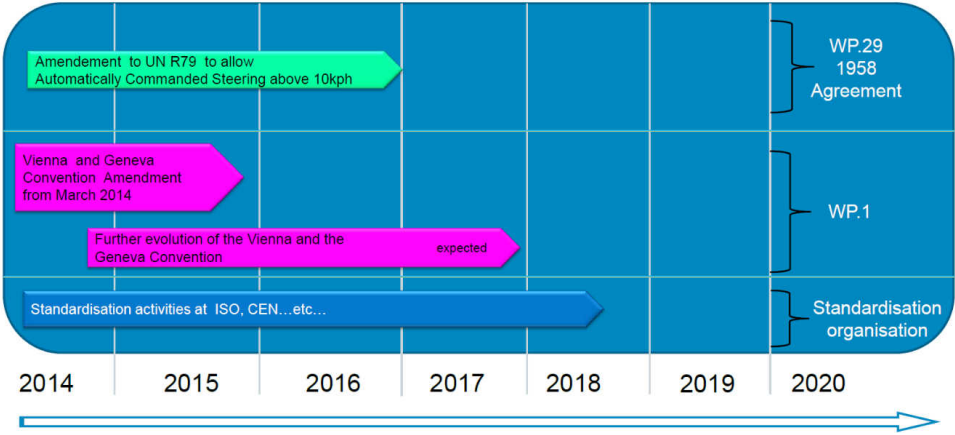 Amendement to UN R79 to allow
Automatically Commanded Steering above 10kph
WP.29
1958
Agreement
Vienna and Geneva
Convention Amendment
from March 2014
WP.1
Further evolution of the Vienna and the
Geneva Convention
expected
Standardisation activities at ISO, CEN…etc…
Standardisation
organisation
2014 2015 2016 2017 2018 2019 2020